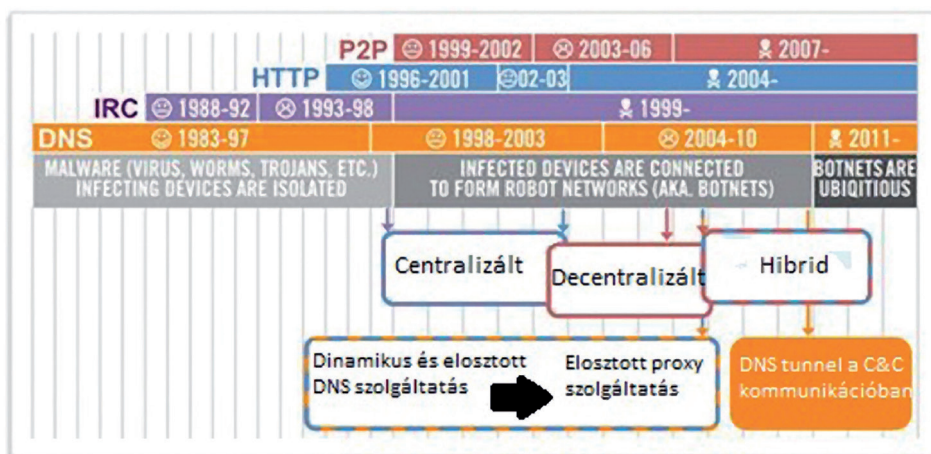 P2P 1999-2002 2003-06 2007-
HTTP 1996-2001 02-03 2004-
IRC 1988-92 1993-98 1999-
DNS 1983-97 1998-2003 2004-10 2011-
MALWARE (VIRUS, WORMS, TROJANS, ETC.)
INFECTING DEVICES ARE ISOLATED
INFECTED DEVICES ARE CONNECTED
TO FORM ROBOT NETWORKS (AKA. BOTNETS)
BOTNETS ARE
UBIQITIOUS
Centralizált
Decentralizált
Hibrid
Dinamikus és elosztott
DNS szolgáltatás
Elosztott proxy
szolgáltatás
DNS tunnel a C&C
kommunikációban